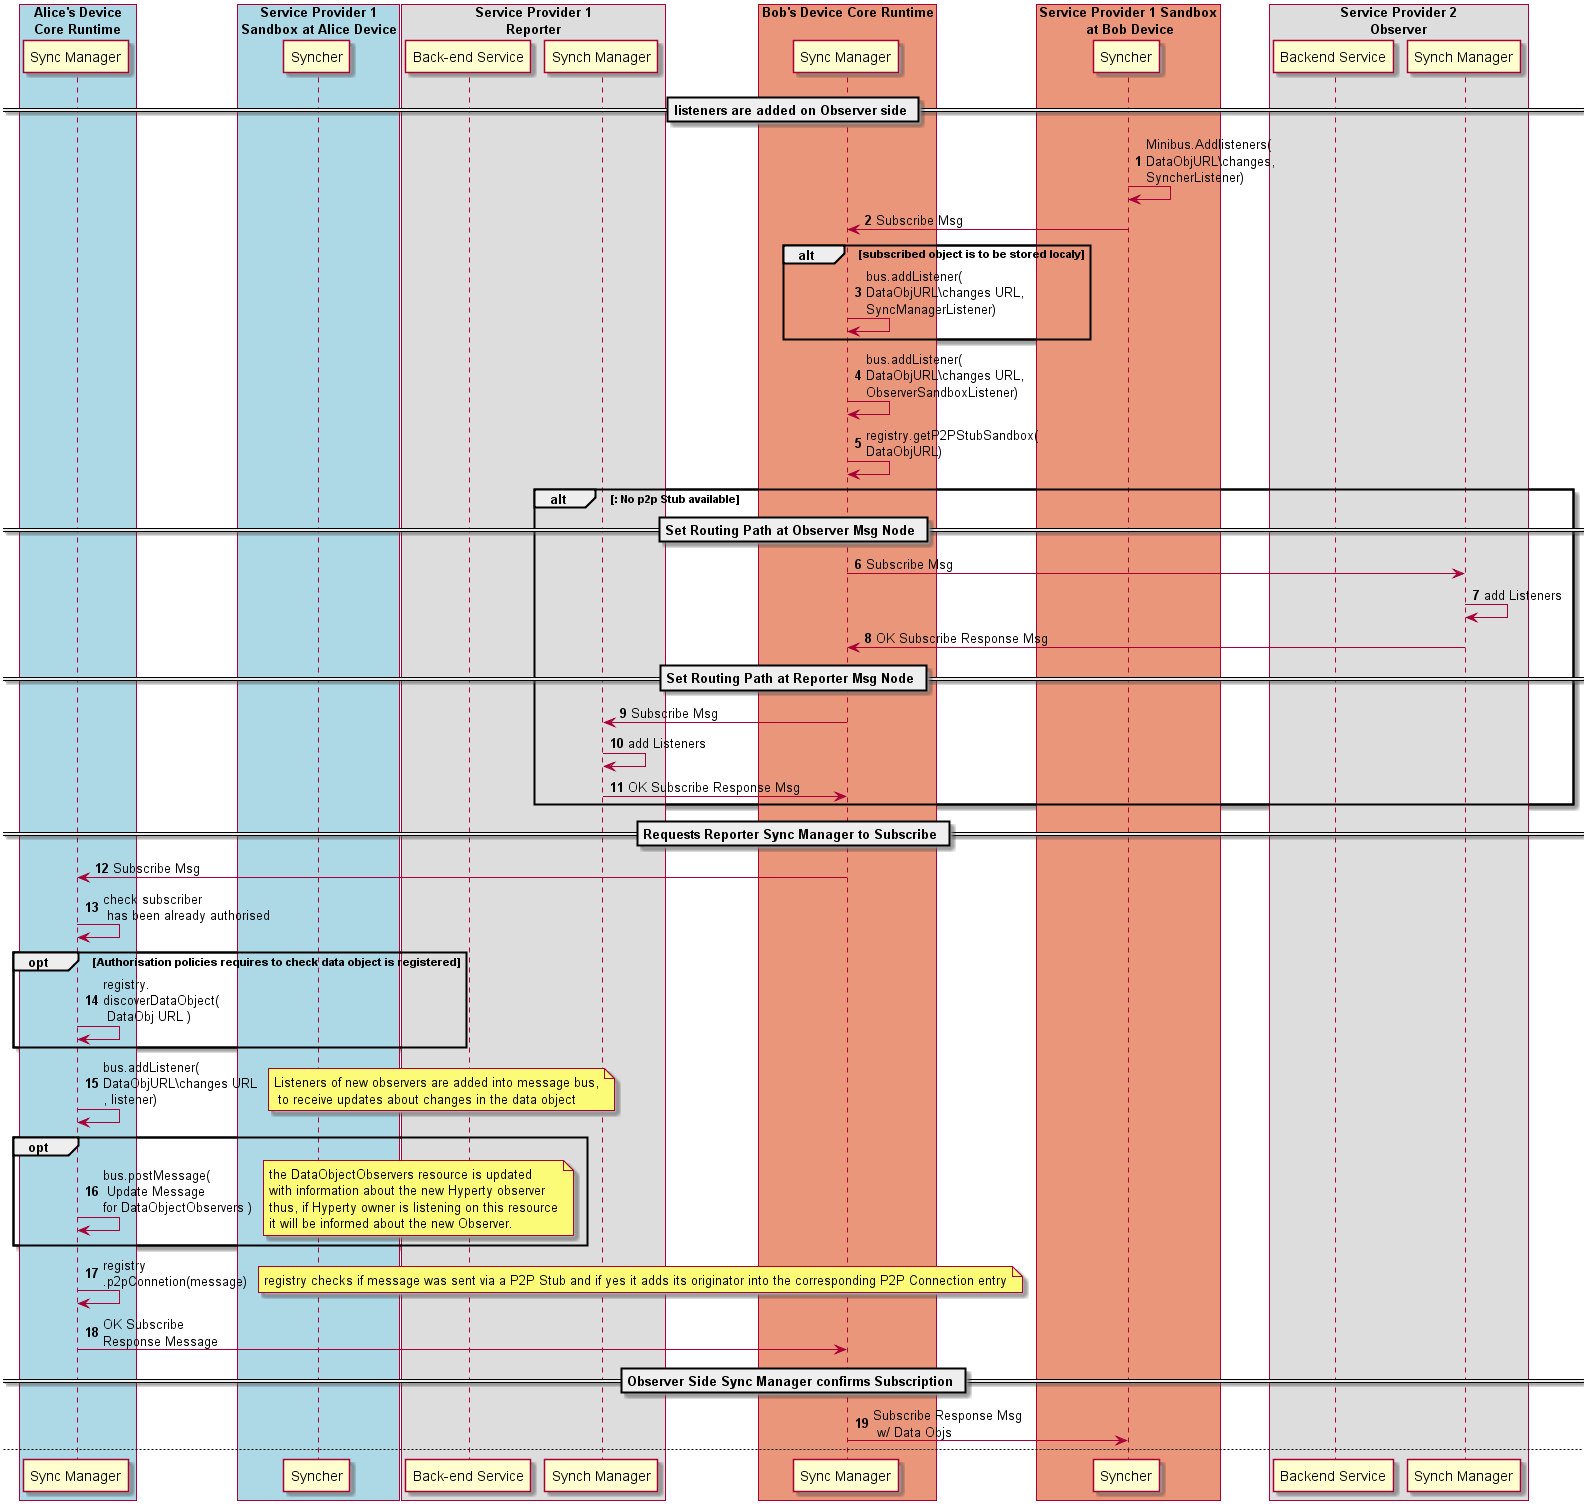 Alice's Device
Core Runtime
Service Provider 1
Sandbox at Alice Device
Service Provider 1
Reporter
Bob's Device Core Runtime
Service Provider 1 Sandbox
at Bob Device
Service Provider 2
Observer
Sync Manager
Syncher
Back-end Service
Synch Manager
Sync Manager
Syncher
Backend Service
Synch Manager
listeners are added on Observer side
Minibus.Addlisteners(
1 DataObjURL\changes,
SyncherListener)
2 Subscribe Msg
alt [subscribed object is to be stored localy]
bus.addListener(
3 DataObjURL\changes URL,
SyncManagerListener)
bus.addListener(
4 DataObjURL\changes URL,
ObserverSandboxListener)
5 registry.getP2PStubSandbox(
DataObjURL)
alt [: No p2p Stub available]
Set Routing Path at Observer Msg Node
6 Subscribe Msg
7 add Listeners
8 OK Subscribe Response Msg
Set Routing Path at Reporter Msg Node
9 Subscribe Msg
10 add Listeners
11 OK Subscribe Response Msg
Requests Reporter Sync Manager to Subscribe
12 Subscribe Msg
13 check subscriber
has been already authorised
opt [Authorisation policies requires to check data object is registered]
registry.
14 discoverDataObject(
DataObj URL )
bus.addListener(
15 DataObjURL\changes URL
, listener)
Listeners of new observers are added into message bus,
to receive updates about changes in the data object
opt
bus.postMessage(
16 Update Message
for DataObjectObservers )
the DataObjectObservers resource is updated
with information about the new Hyperty observer
thus, if Hyperty owner is listening on this resource
it will be informed about the new Observer.
17 registry
.p2pConnetion(message)
registry checks if message was sent via a P2P Stub and if yes it adds its originator into the corresponding P2P Connection entry
18 OK Subscribe
Response Message
Observer Side Sync Manager confirms Subscription
19 Subscribe Response Msg
w/ Data Objs
Sync Manager
Syncher
Back-end Service
Synch Manager
Sync Manager
Syncher
Backend Service
Synch Manager